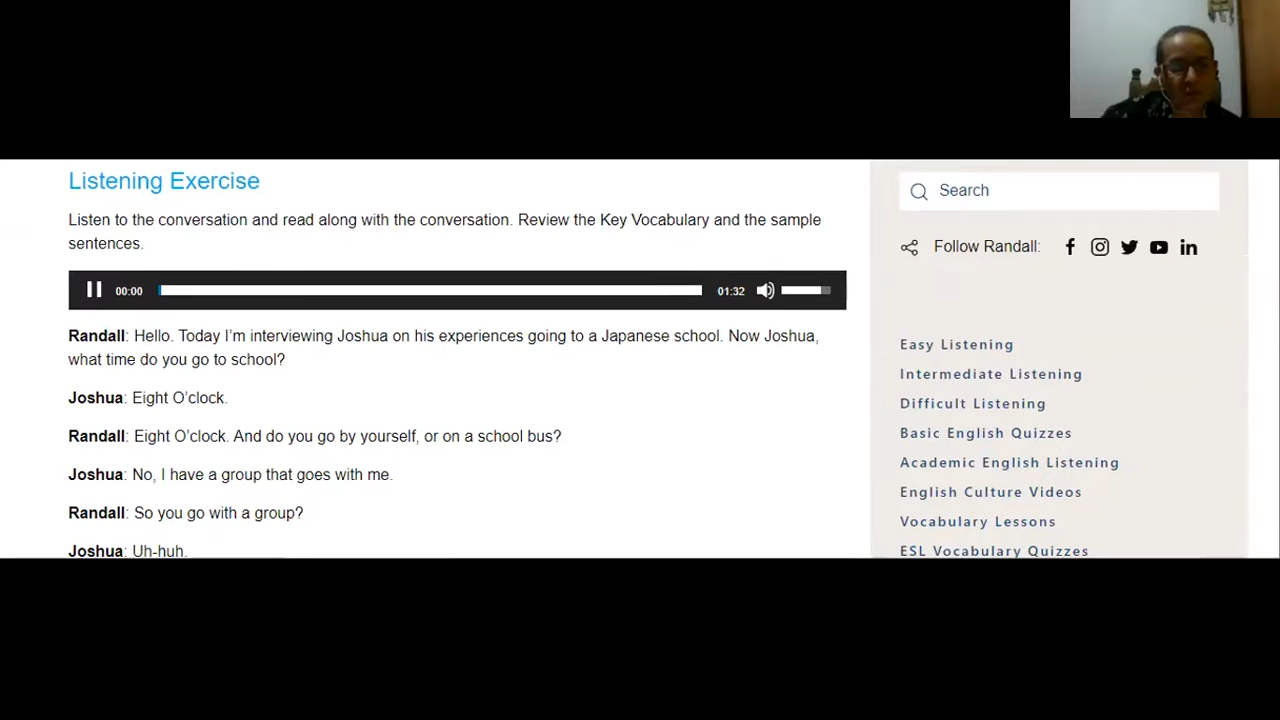 Listening Exercise
Listen to the conversation and read along with the conversation. Review the Key Vocabulary and the sample
sentences.
00:00
01:32
Randall: Hello. Today I’m interviewing Joshua on his experiences going to a Japanese school. Now Joshua,
what time do you go to school?
Joshua: Eight O’clock.
Randall: Eight O’clock. And do you go by yourself, or on a school bus?
Joshua: No, I have a group that goes with me.
Randall: So you go with a group?
Joshua: Uh-huh.
Search
Follow Randall:
Easy Listening
Intermediate Listening
Difficult Listening
Basic English Quizzes
Academic English Listening
English Culture Videos
Vocabulary Lessons
ESL Vocabulary Quizzes